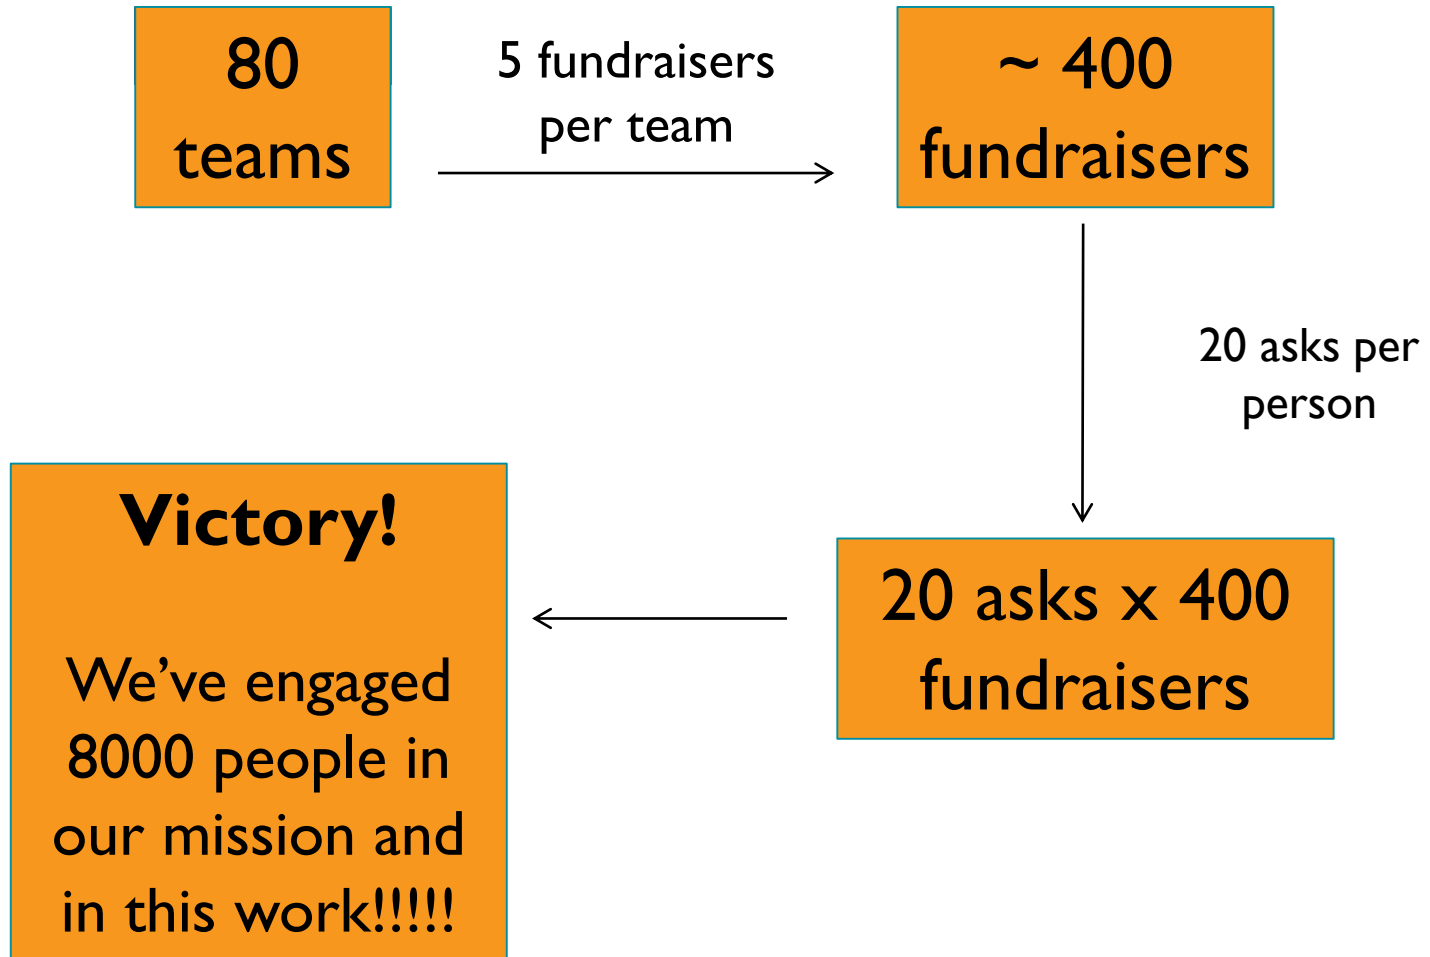 80
teams
5 fundraisers
per team
~ 400
fundraisers
20 asks per
person
20 asks x 400
fundraisers
Victory!
We’ve engaged
8000 people in
our mission and
in this work!!!!!